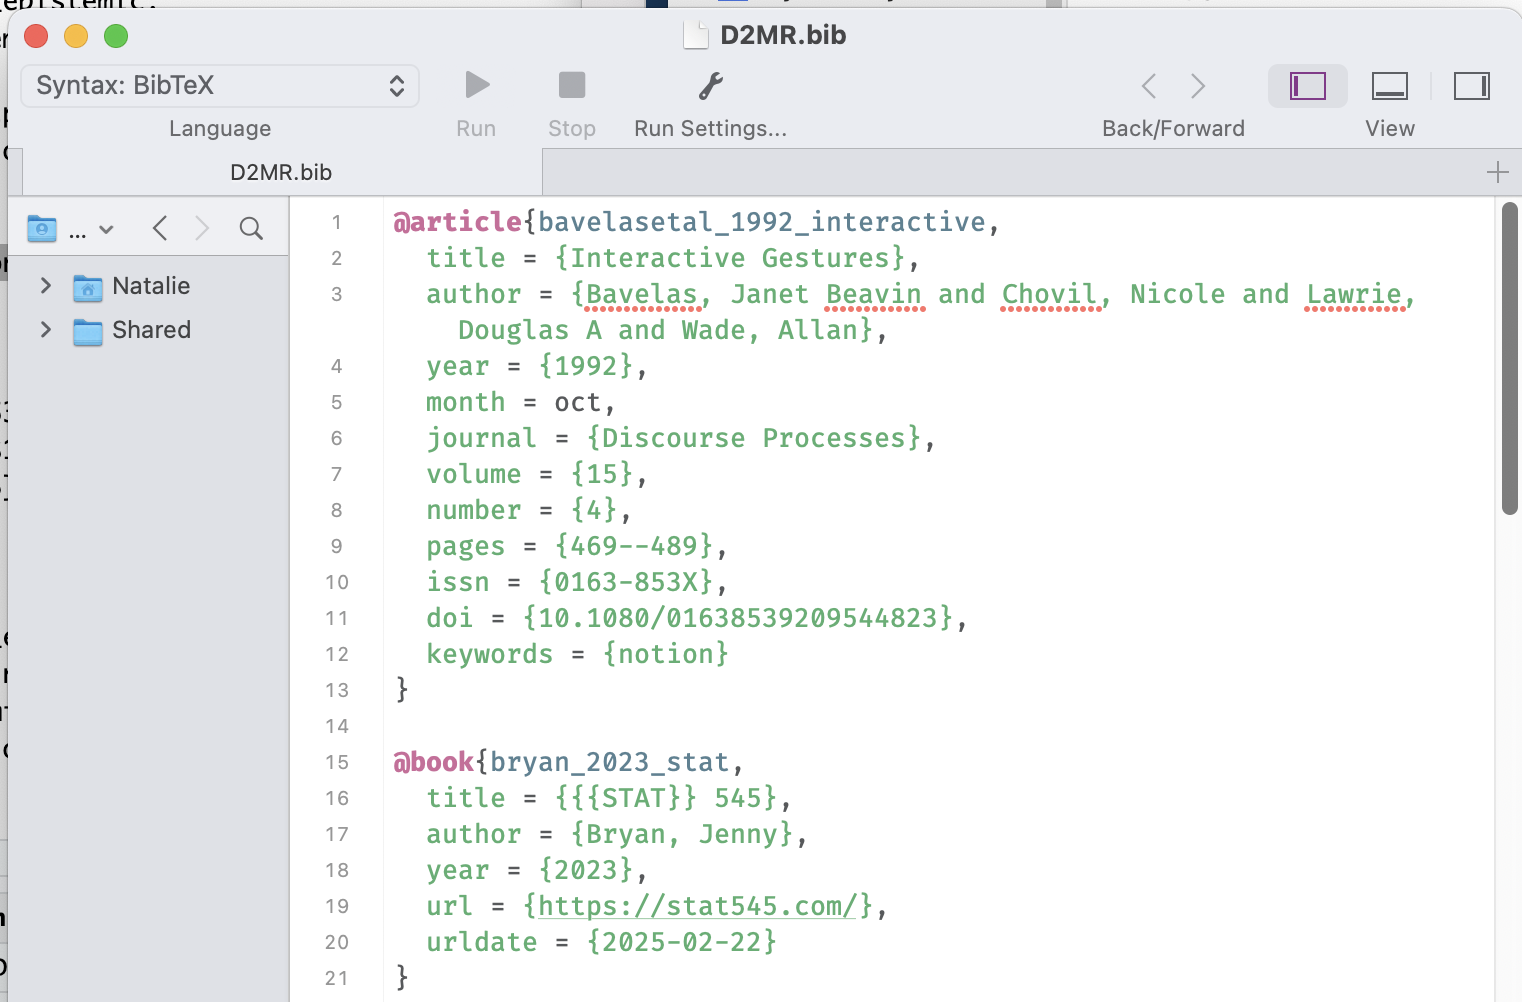 epistemic.
D2MR.bib
Syntax: BibTeX
Language
Run
Stop
Run Settings...
Back/Forward
View
D2MR.bib
...
Natalie
Shared
1 @article{bavelasetal_1992_interactive,
2 title = {Interactive Gestures},
3 author = {Bavelas, Janet Beavin and Chovil, Nicole and Lawrie,
Douglas A and Wade, Allan},
4 year = {1992},
5 month = oct,
6 journal = {Discourse Processes},
7 volume = {15},
8 number = {4},
9 pages = {469--489},
10 issn = {0163-853X},
11 doi = {10.1080/01638539209544823},
12 keywords = {notion}
13 }
14
15 @book{bryan_2023_stat,
16 title = {{{STAT}} 545},
17 author = {Bryan, Jenny},
18 year = {2023},
19 url = {https://stat545.com/},
20 urldate = {2025-02-22}
21 }